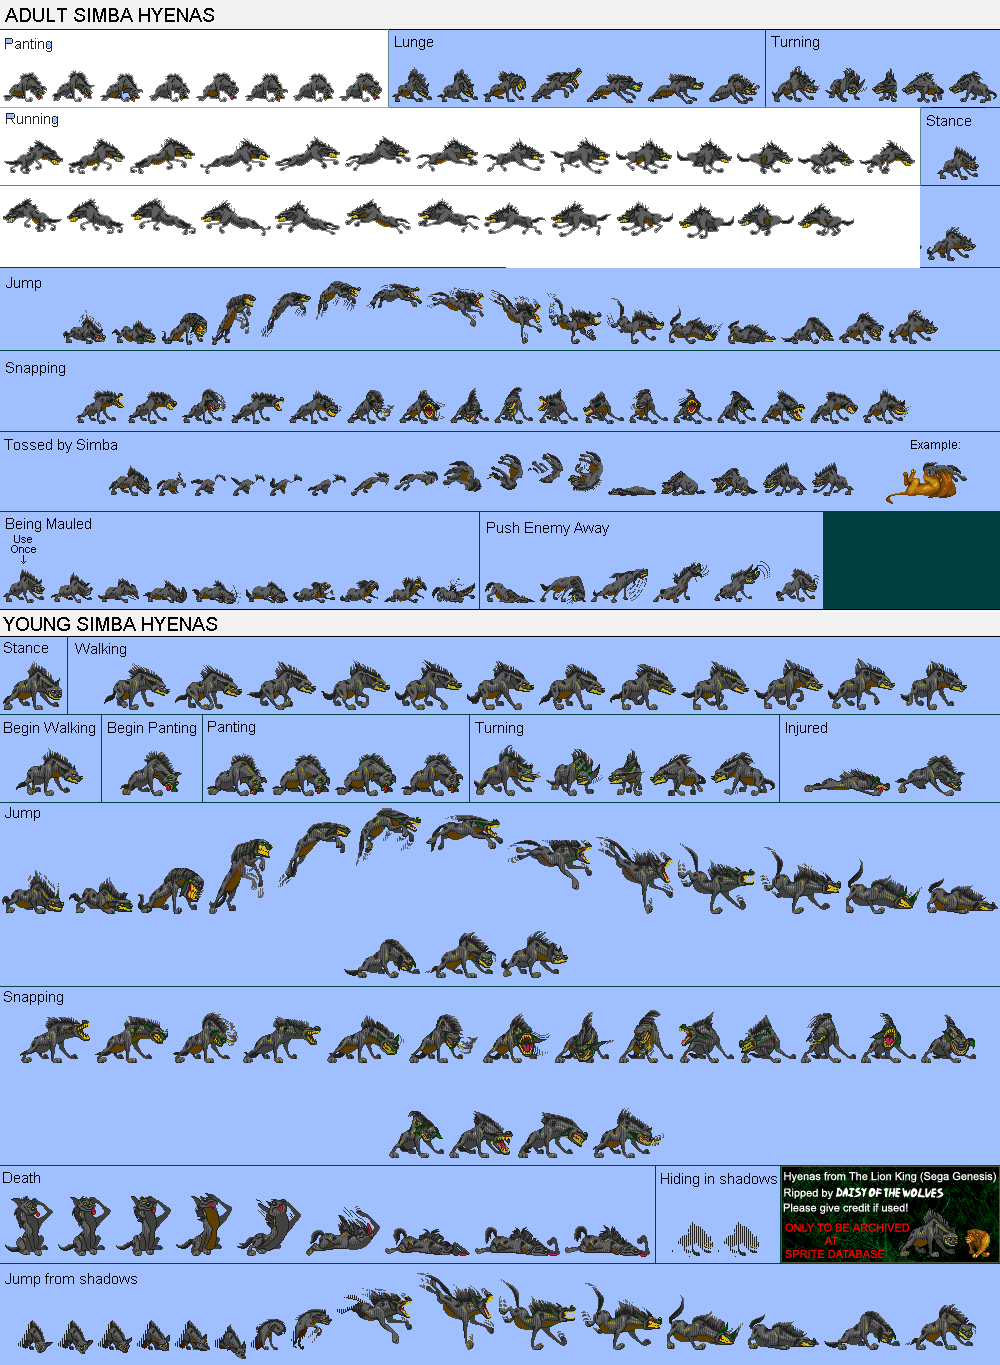 ADULT SIMBA HYENAS
Panting
Lunge
Turning
Running
Stance
Jump
Snapping
Tossed by Simba
Example:
Being Mauled
Use
Once
Push Enemy Away
YOUNG SIMBA HYENAS
Stance
Walking
Begin Walking
Begin Panting
Panting
Turning
Injured
Jump
Snapping
Death
Hiding in shadows
Hyenas from The Lion King (Sega Genesis)
Ripped by DAISY OF THE WOLVES
Please give credit if used!
ONLY TO BE ARCHIVED
AT
SPRITE DATABASE
Jump from shadows